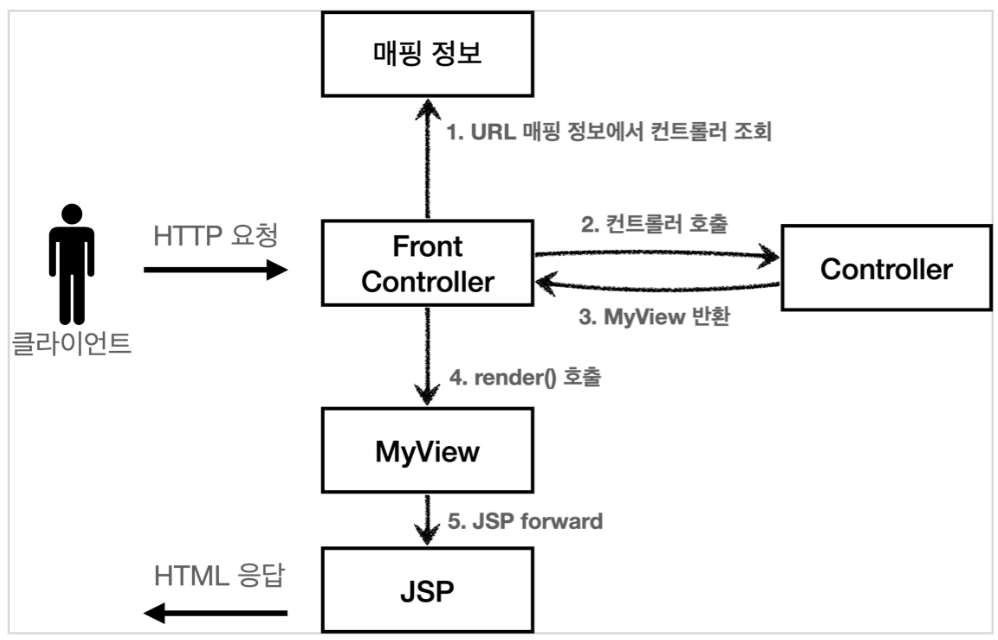 매핑 정보
1. URL 매핑 정보에서 컨트롤러 조회
HTTP 요청
Front
Controller
2. 컨트롤러 호출
Controller
3. MyView 반환
클라이언트
4. render() 호출
MyView
5. JSP forward
HTML 응답
JSP